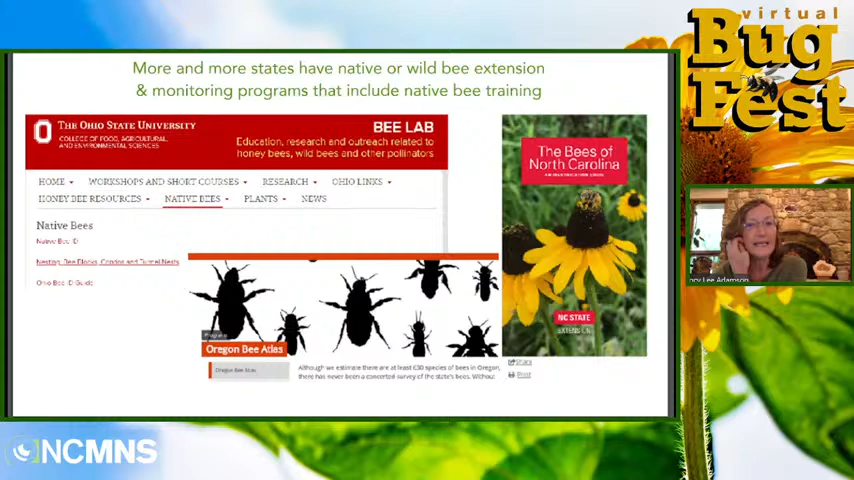 More and more states have native or wild bee extension
& monitoring programs that include native bee training
THE OHIO STATE UNIVERSITY
COLLEGE OF FOOD, AGRICULTURAL,
AND ENVIRONMENTAL SCIENCES
BEE LAB
Education, research and outreach related to
honey bees, wild bees and other pollinators
HOME
WORKSHOPS AND SHORT COURSES
RESEARCH
OHIO LINKS
HONEY BEE RESOURCES
NATIVE BEES
PLANTS
NEWS
Native Bees
Native Bee ID
Nesting: Bee Blocks, Condos and Tunnel Nests
Ohio Bee ID Guide
Programs
Oregon Bee Atlas
Oregon Bee Atlas
Although we estimate there are at least 630 species of bees in Oregon,
there has never been a concerted survey of the state's bees. Without
The Bees of
North Carolina
NC STATE
EXTENSION
Share
Print
virtual
Bug
Fest
Lee Adamson
NCMNS